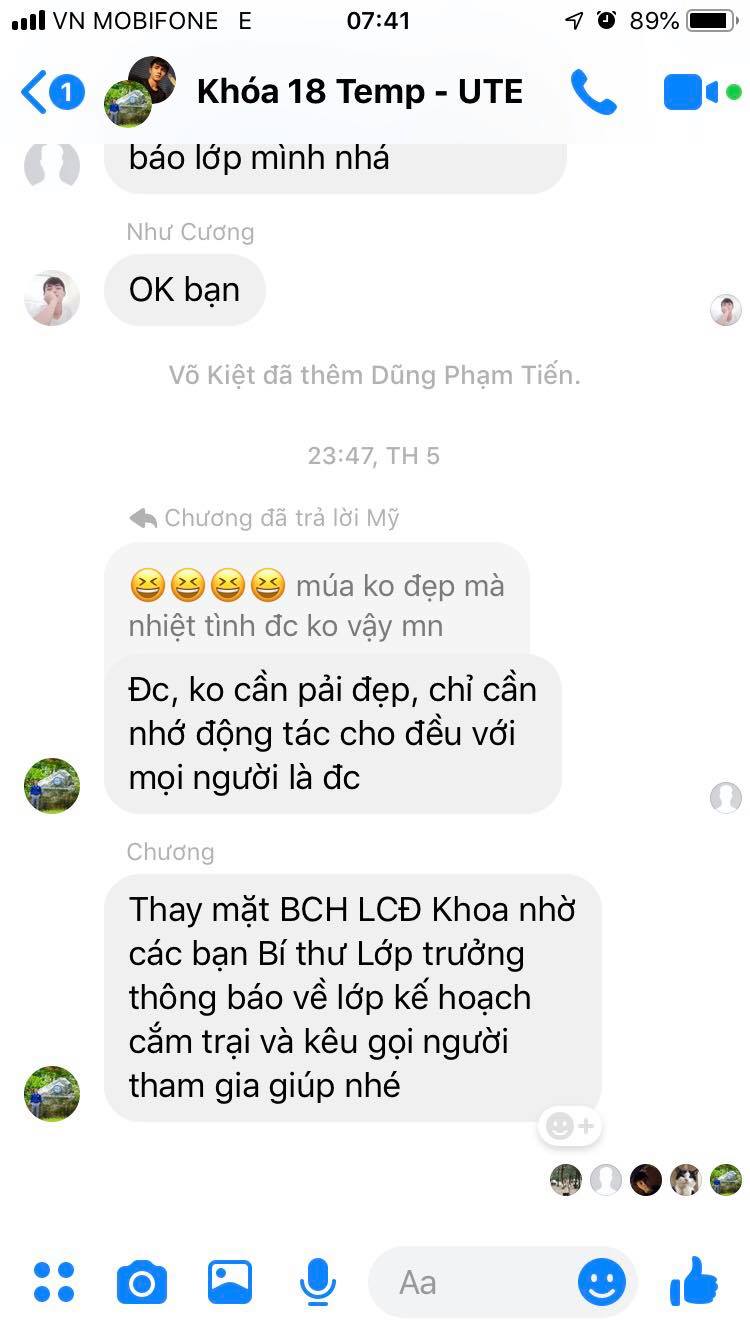 VN MOBIFONE E 07:41 89%
1 Khóa 18 Temp - UTE
báo lớp mình nhá
Như Cương
OK bạn
Võ Kiệt đã thêm Dũng Phạm Tiến.
23:47, TH 5
Chương đã trả lời Mỹ
😆😆😆😆 múa ko đẹp mà
nhiệt tình đc ko vậy mn
Đc, ko cần pải đẹp, chỉ cần
nhớ động tác cho đều với
mọi người là đc
Chương
Thay mặt BCH LCĐ Khoa nhờ
các bạn Bí thư Lớp trưởng
thông báo về lớp kế hoạch
cắm trại và kêu gọi người
tham gia giúp nhé
Aa